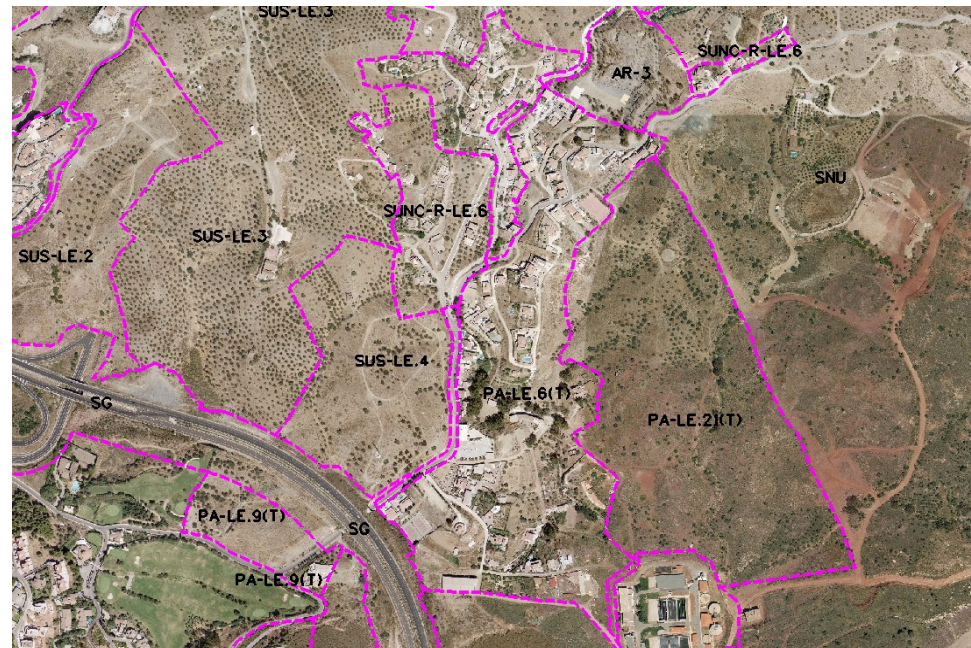 SUS-LE.3
SUNC-R-LE.6
AR-3
SNU
SUNC-R-LE.6
SUS-LE.3
SUS-LE.2
SUS-LE.4
PA-LE.6(T)
SG
PA-LE.21(T)
PA-LE.9(T)
SG
PA-LE.9(T)